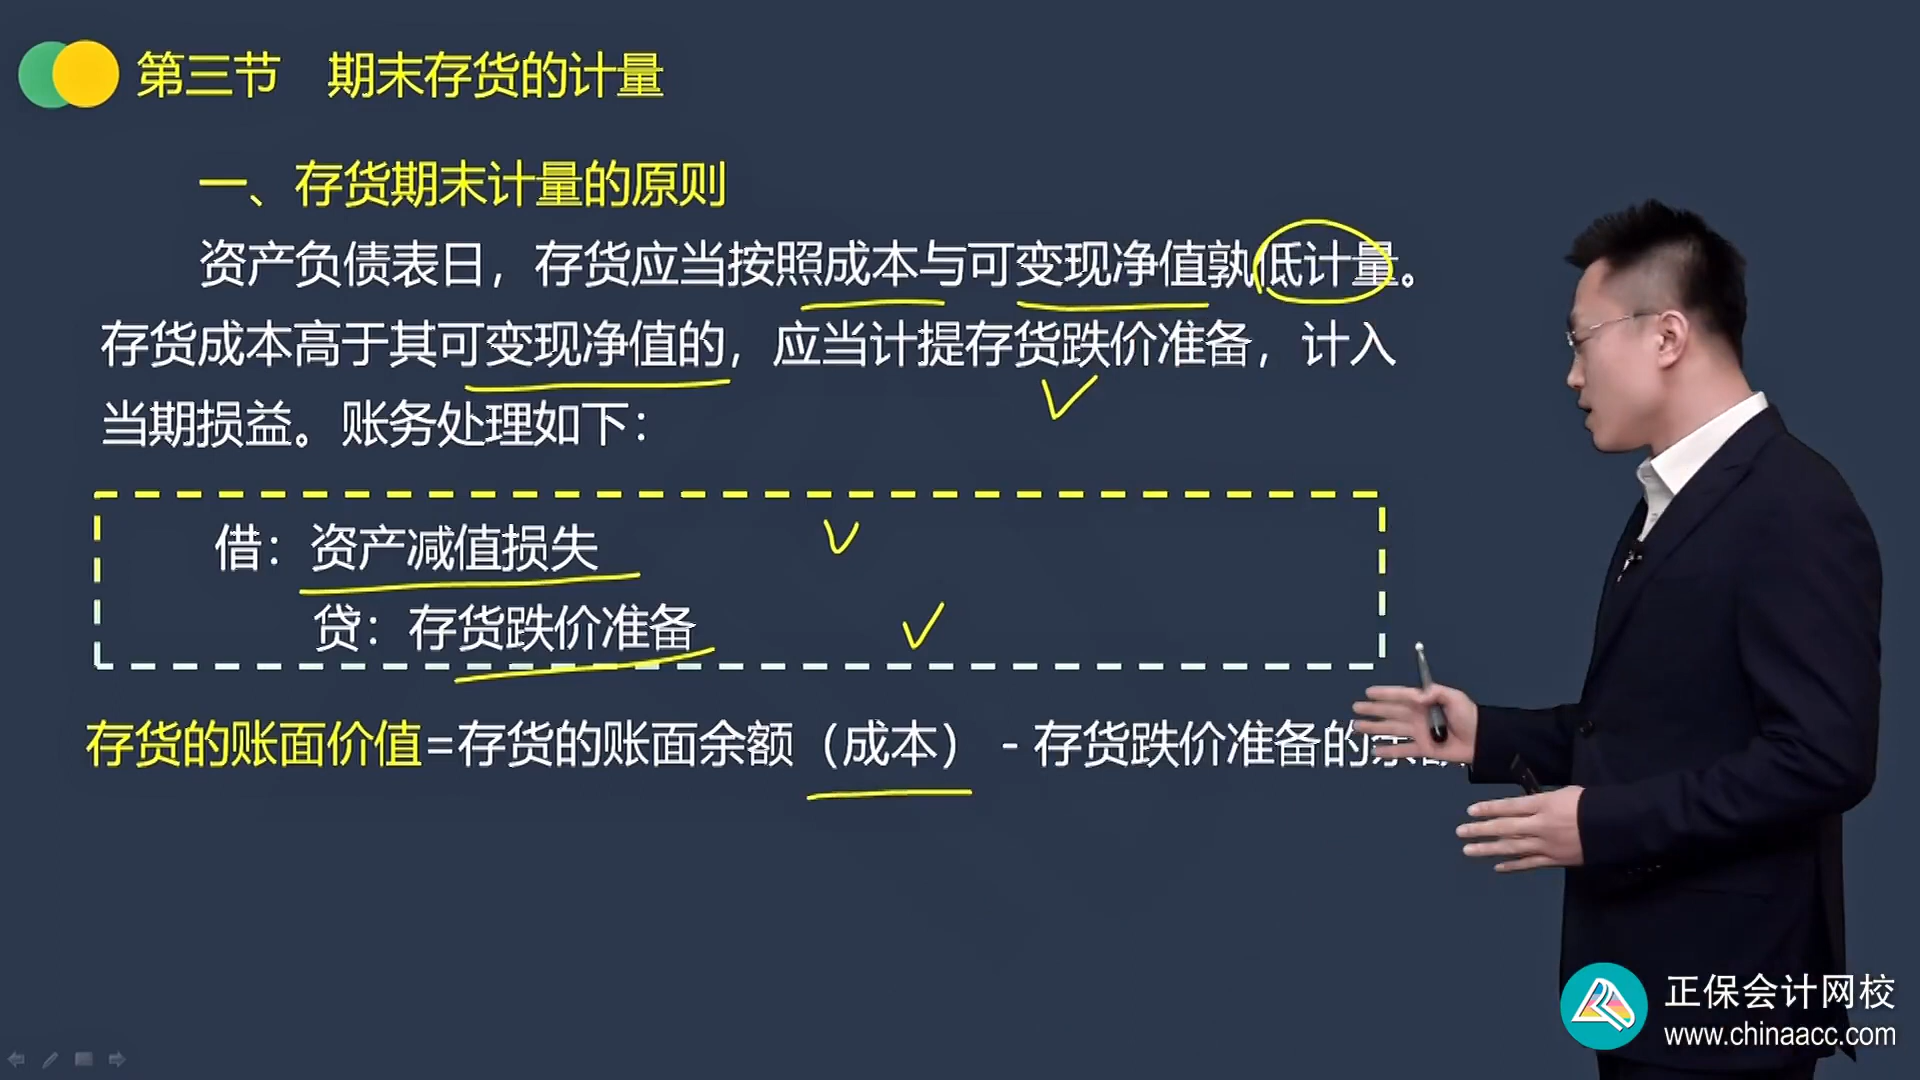 第三节 期末存货的计量
一、存货期末计量的原则
资产负债表日，存货应当按照成本与可变现净值孰低计量。
存货成本高于其可变现净值的，应当计提存货跌价准备，计入
当期损益。账务处理如下：
借：资产减值损失
贷：存货跌价准备
存货的账面价值=存货的账面余额（成本）-存货跌价准备的余额
正保会计网校
www.chinaacc.com